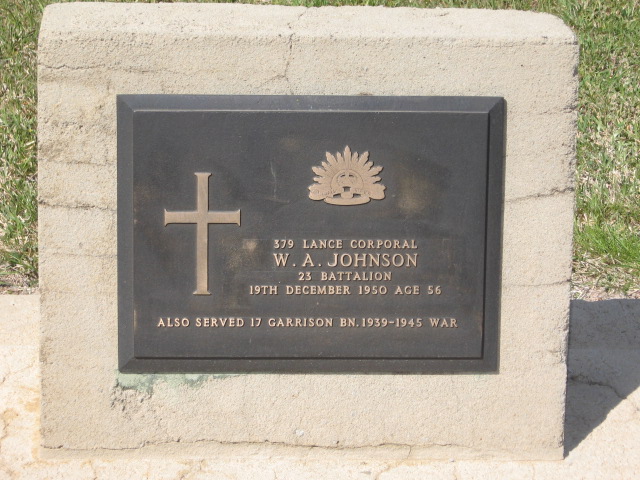 379 LANCE CORPORAL
W. A. JOHNSON
23 BATTALION
19TH DECEMBER 1950 AGE 56
ALSO SERVED 17 GARRISON BN. 1939-1945 WAR